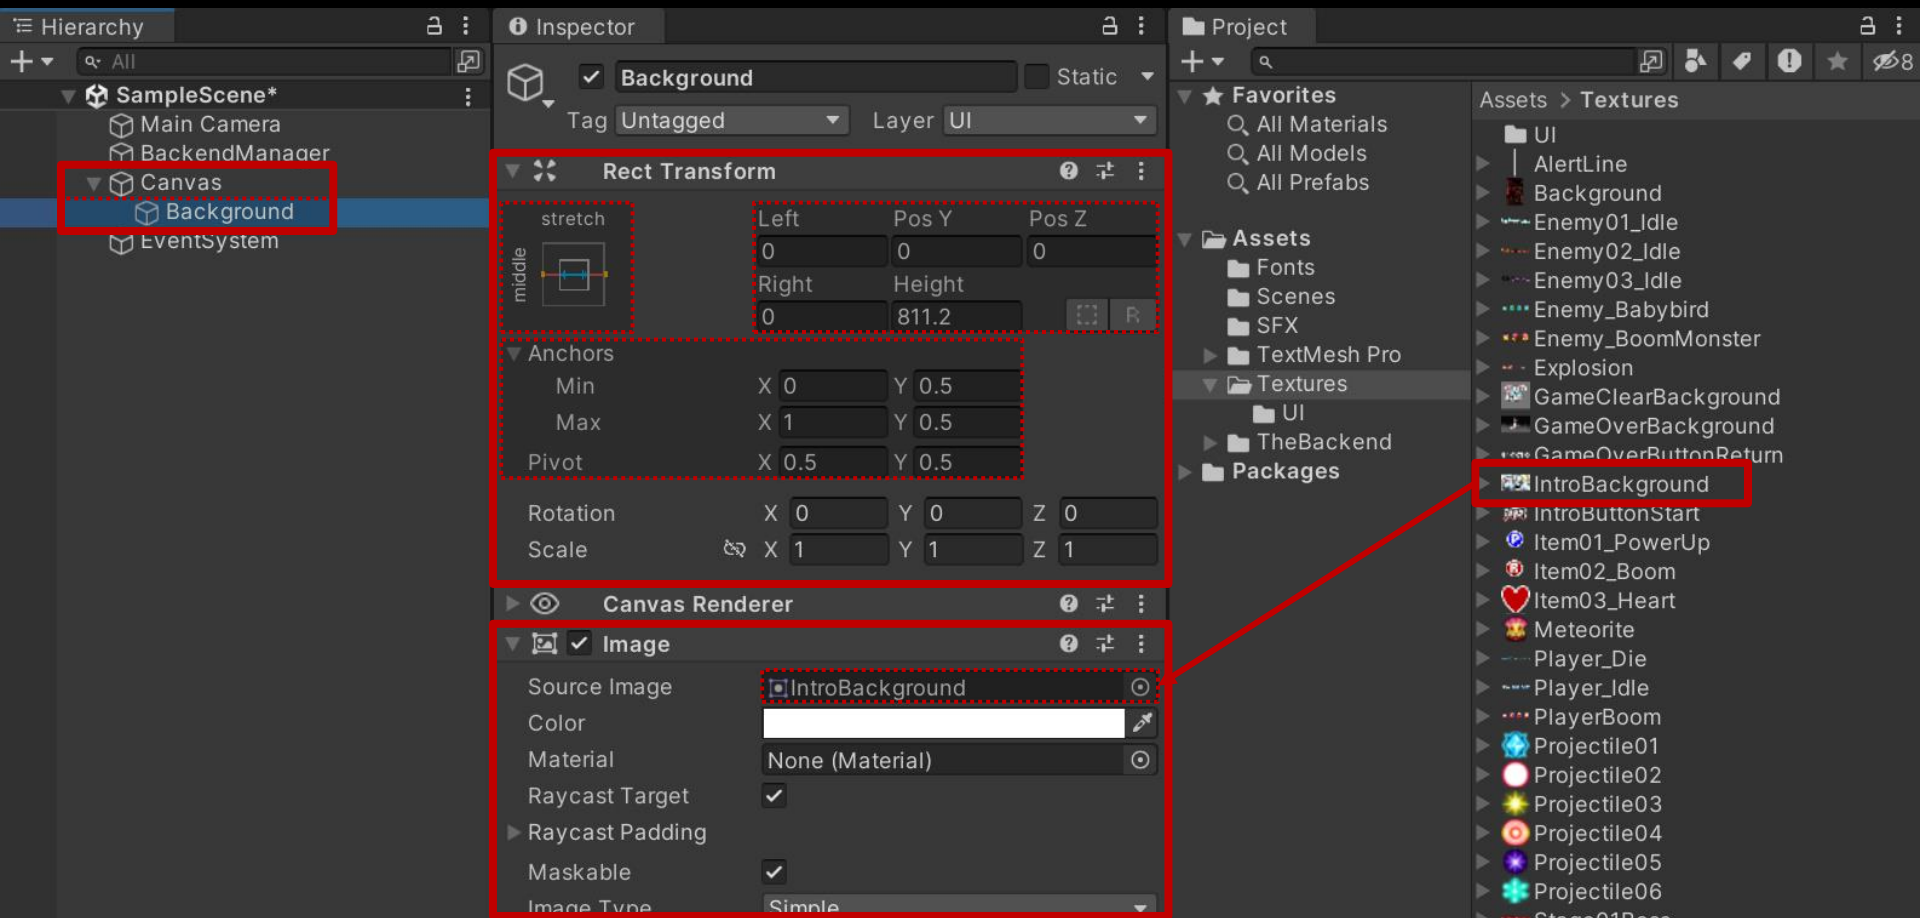 Hierarchy
All
SampleScene*
Main Camera
BackendManager
Canvas
Background
EventSystem
Inspector
Background
Static
Tag Untagged Layer UI
Rect Transform
stretch
middle
Left Pos Y Pos Z
0 0 0
Right Height
0 811.2 R
Anchors
Min X 0 Y 0.5
Max X 1 Y 0.5
Pivot X 0.5 Y 0.5
Rotation X 0 Y 0 Z 0
Scale X 1 Y 1 Z 1
Canvas Renderer
Image
Source Image IntroBackground
Color
Material None (Material)
Raycast Target
Raycast Padding
Maskable
Image Type Simple
Project
8
Favorites
All Materials
All Models
All Prefabs
Assets
Fonts
Scenes
SFX
TextMesh Pro
Textures
UI
TheBackend
Packages
Assets > Textures
UI
AlertLine
Background
Enemy01_Idle
Enemy02_Idle
Enemy03_Idle
Enemy_Babybird
Enemy_BoomMonster
Explosion
GameClearBackground
GameOverBackground
GameOverButtonReturn
IntroBackground
IntroButtonStart
Item01_PowerUp
Item02_Boom
Item03_Heart
Meteorite
Player_Die
Player_Idle
PlayerBoom
Projectile01
Projectile02
Projectile03
Projectile04
Projectile05
Projectile06
Stage01Boss